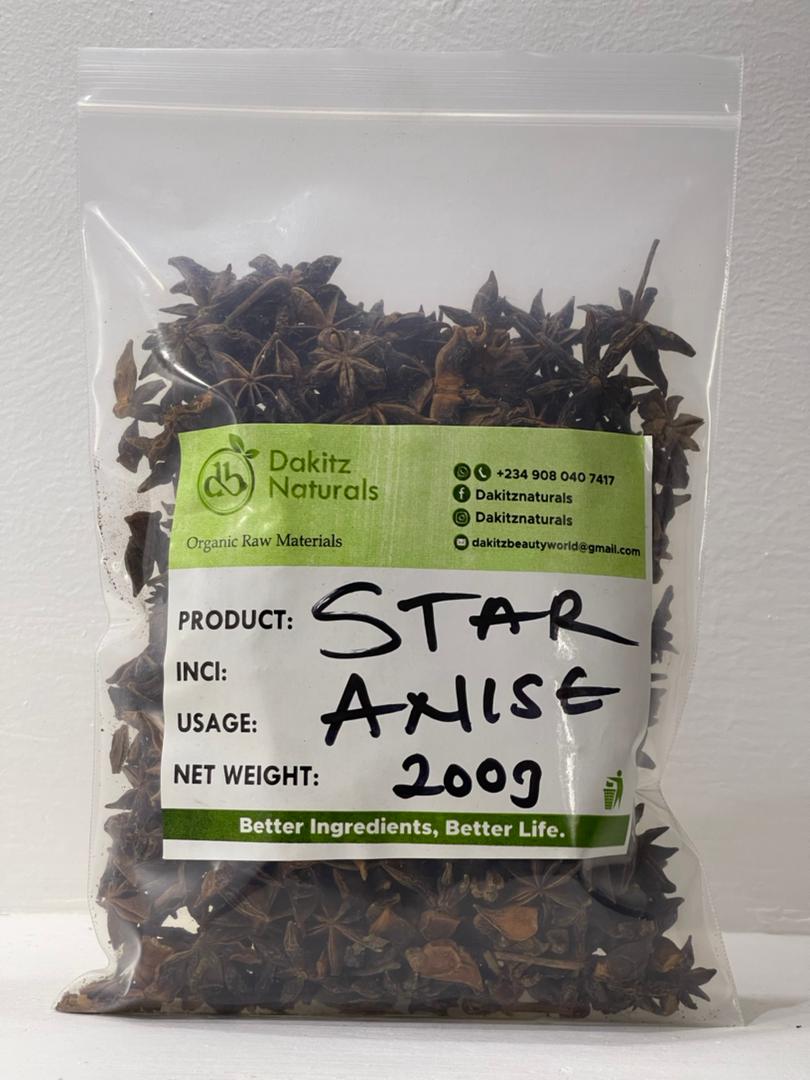 db
Dakitz
Naturals
Organic Raw Materials
+234 908 040 7417
Dakitznaturals
Dakitznaturals
dakitzbeautyworld@gmail.com
PRODUCT: STAR
INCI:
ANISE
USAGE:
NET WEIGHT: 200g
Better Ingredients, Better Life.